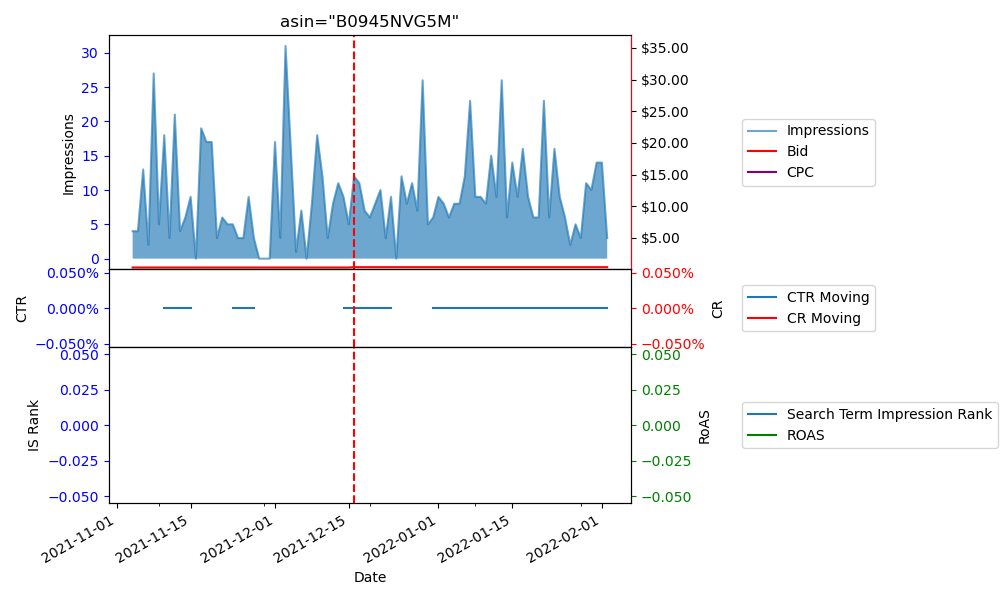 asin="B0945NVG5M"
Impressions
30
25
20
15
10
5
0
$35.00
$30.00
$25.00
$20.00
$15.00
$10.00
$5.00
Impressions
Bid
CPC
CTR
0.050%
0.000%
−0.050%
0.050%
0.000%
−0.050%
CR
CTR Moving
CR Moving
IS Rank
0.050
0.025
0.000
−0.025
−0.050
0.050
0.025
0.000
−0.025
−0.050
RoAS
Search Term Impression Rank
ROAS
2021-11-01
2021-11-15
2021-12-01
2021-12-15
2022-01-01
2022-01-15
2022-02-01
Date